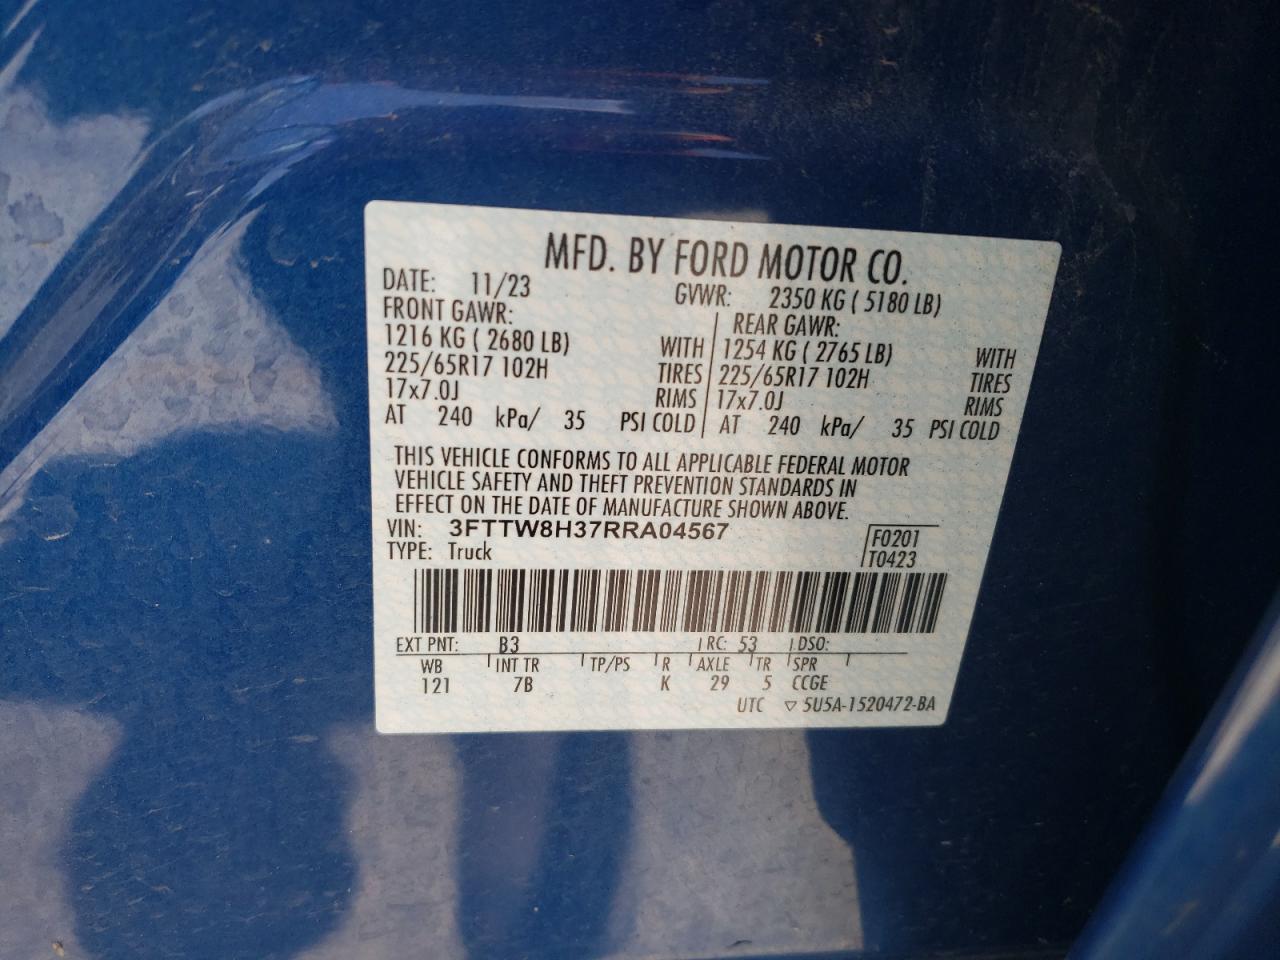 MFD. BY FORD MOTOR CO.
DATE: 11/23 GVWR: 2350 KG ( 5180 LB)
FRONT GAWR: REAR GAWR:
1216 KG ( 2680 LB) WITH 1254 KG ( 2765 LB) WITH
225/65R17 102H TIRES 225/65R17 102H TIRES
17x7.0J RIMS 17x7.0J RIMS
AT 240 kPa/ 35 PSI COLD AT 240 kPa/ 35 PSI COLD
THIS VEHICLE CONFORMS TO ALL APPLICABLE FEDERAL MOTOR
VEHICLE SAFETY AND THEFT PREVENTION STANDARDS IN
EFFECT ON THE DATE OF MANUFACTURE SHOWN ABOVE.
VIN: 3FTTW8H37RRA04567 F0201
TYPE: Truck T0423
EXT PNT: B3 RC: 53 DSO:
WB INT TR TP/PS R AXLE TR SPR
121 7B K 29 5 CCGE
UTC ▽ 5U5A-1520472-BA